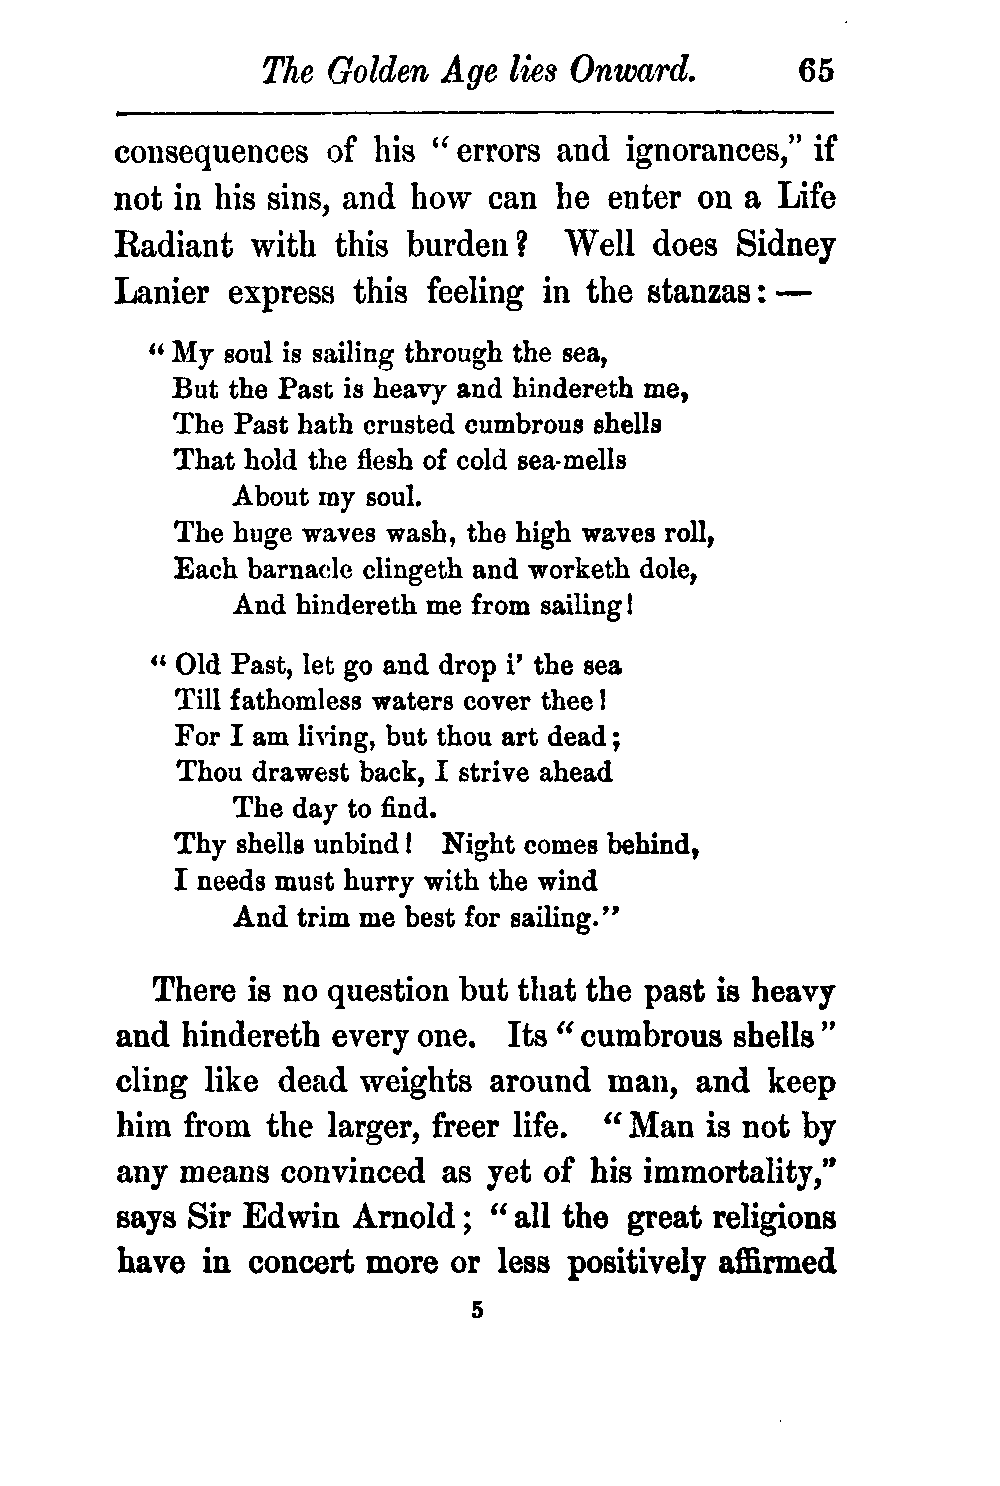 The Golden Age lies Onward. 65
consequences of his “errors and ignorances,” if
not in his sins, and how can he enter on a Life
Radiant with this burden? Well does Sidney
Lanier express this feeling in the stanzas: —
“My soul is sailing through the sea,
But the Past is heavy and hindereth me,
The Past hath crusted cumbrous shells
That hold the flesh of cold sea-mells
About my soul.
The huge waves wash, the high waves roll,
Each barnacle clingeth and worketh dole,
And hindereth me from sailing!
“Old Past, let go and drop i’ the sea
Till fathomless waters cover thee!
For I am living, but thou art dead;
Thou drawest back, I strive ahead
The day to find.
Thy shells unbind! Night comes behind,
I needs must hurry with the wind
And trim me best for sailing.”
There is no question but that the past is heavy
and hindereth every one. Its “cumbrous shells”
cling like dead weights around man, and keep
him from the larger, freer life. “Man is not by
any means convinced as yet of his immortality,”
says Sir Edwin Arnold; “all the great religions
have in concert more or less positively affirmed
5